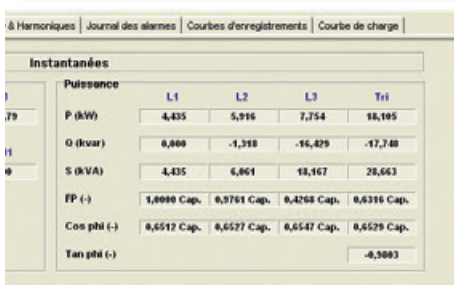 & Harmoniques Journal des alarmes Courbes d'enregistrements Courbe de charge
Instantanées
Puissance
L1 L2 L3 Tri
,79 P (kW) 4,435 5,916 7,754 18,105
Q (kvar) 0,000 -1,318 -16,429 -17,748
S (kVA) 4,435 6,061 18,167 28,663
FP (-) 1,0000 Cap. 0,9761 Cap. 0,4268 Cap. 0,6316 Cap.
Cos phi (-) 0,6512 Cap. 0,6527 Cap. 0,6547 Cap. 0,6529 Cap.
Tan phi (-) -0,9803